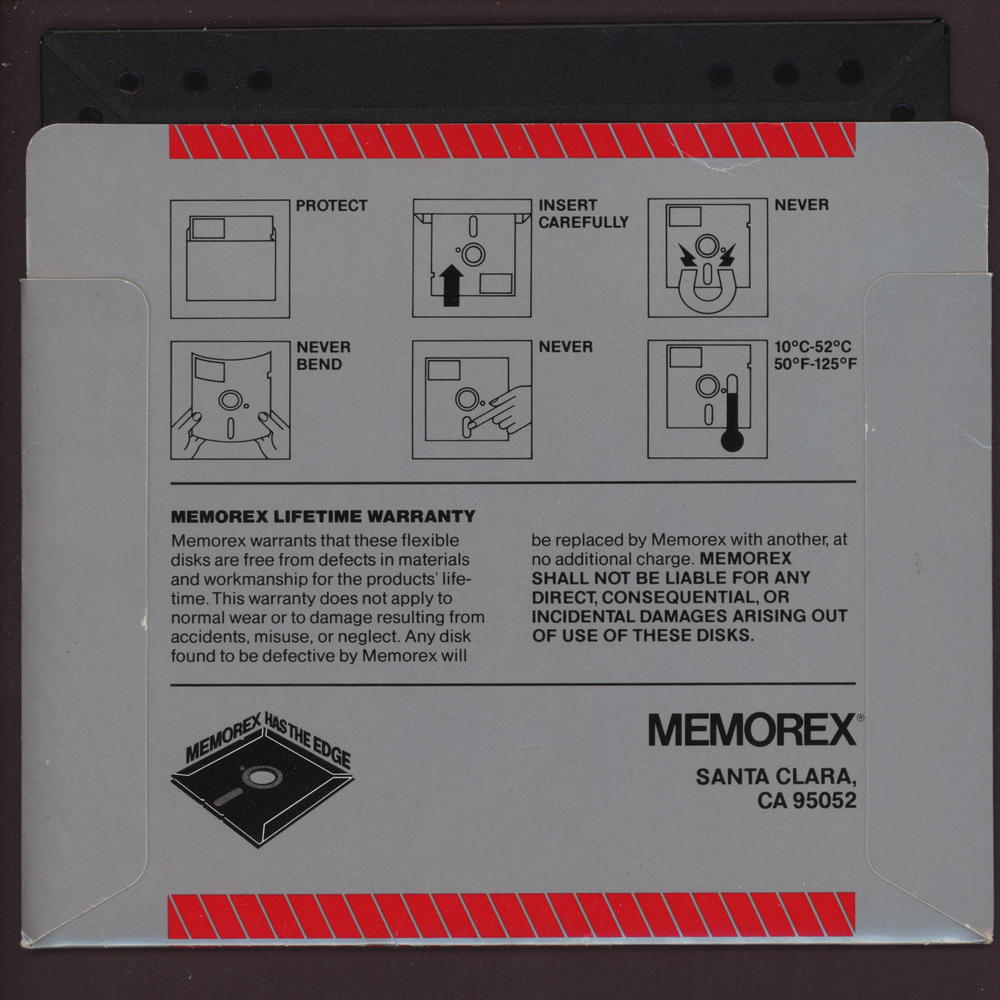 PROTECT
INSERT
CAREFULLY
NEVER
NEVER
BEND
NEVER
10°C-52°C
50°F-125°F
MEMOREX LIFETIME WARRANTY
Memorex warrants that these flexible
disks are free from defects in materials
and workmanship for the products' life-
time. This warranty does not apply to
normal wear or to damage resulting from
accidents, misuse, or neglect. Any disk
found to be defective by Memorex will
be replaced by Memorex with another, at
no additional charge. MEMOREX
SHALL NOT BE LIABLE FOR ANY
DIRECT, CONSEQUENTIAL, OR
INCIDENTAL DAMAGES ARISING OUT
OF USE OF THESE DISKS.
MEMOREX HAS THE EDGE
MEMOREX®
SANTA CLARA,
CA 95052